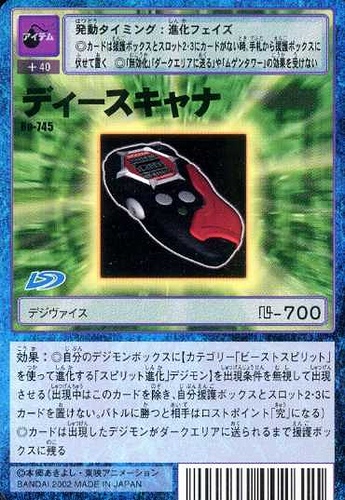 アイテム
+40
発動タイミング：進化フェイズ
◎カードは援護ボックスとスロット2・3にカードがない時、手札から援護ボックスに
伏せて置く ◎「無効化」「ダークエリアに送る」や「ムゲンタワー」の効果を受けない
ディースキャナ
Bo-745
デジヴァイス
-700
効果：◎自分のデジモンボックスに【カテゴリー「ビーストスピリット」
を使って進化する「スピリット進化」デジモン】を出現条件を無視して出現
させる（出現中はこのカードを除き、自分援護ボックスとスロット2・3に
カードを置けない。バトルに勝つと相手はロストポイント「究」になる）
◎カードは出現したデジモンがダークエリアに送られるまで援護ボックス
に残る
©本郷あきよし・東映アニメーション
BANDAI 2002 MADE IN JAPAN